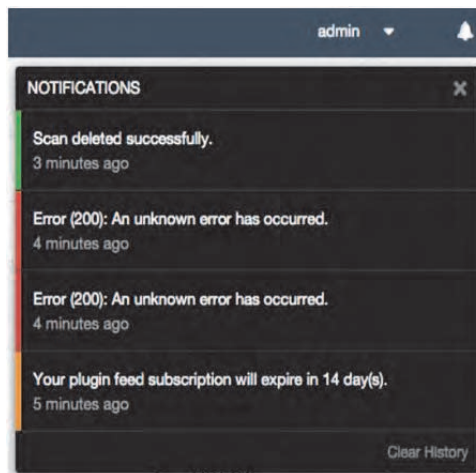 admin
NOTIFICATIONS
Scan deleted successfully.
3 minutes ago
Error (200): An unknown error has occurred.
4 minutes ago
Error (200): An unknown error has occurred.
4 minutes ago
Your plugin feed subscription will expire in 14 day(s).
5 minutes ago
Clear History